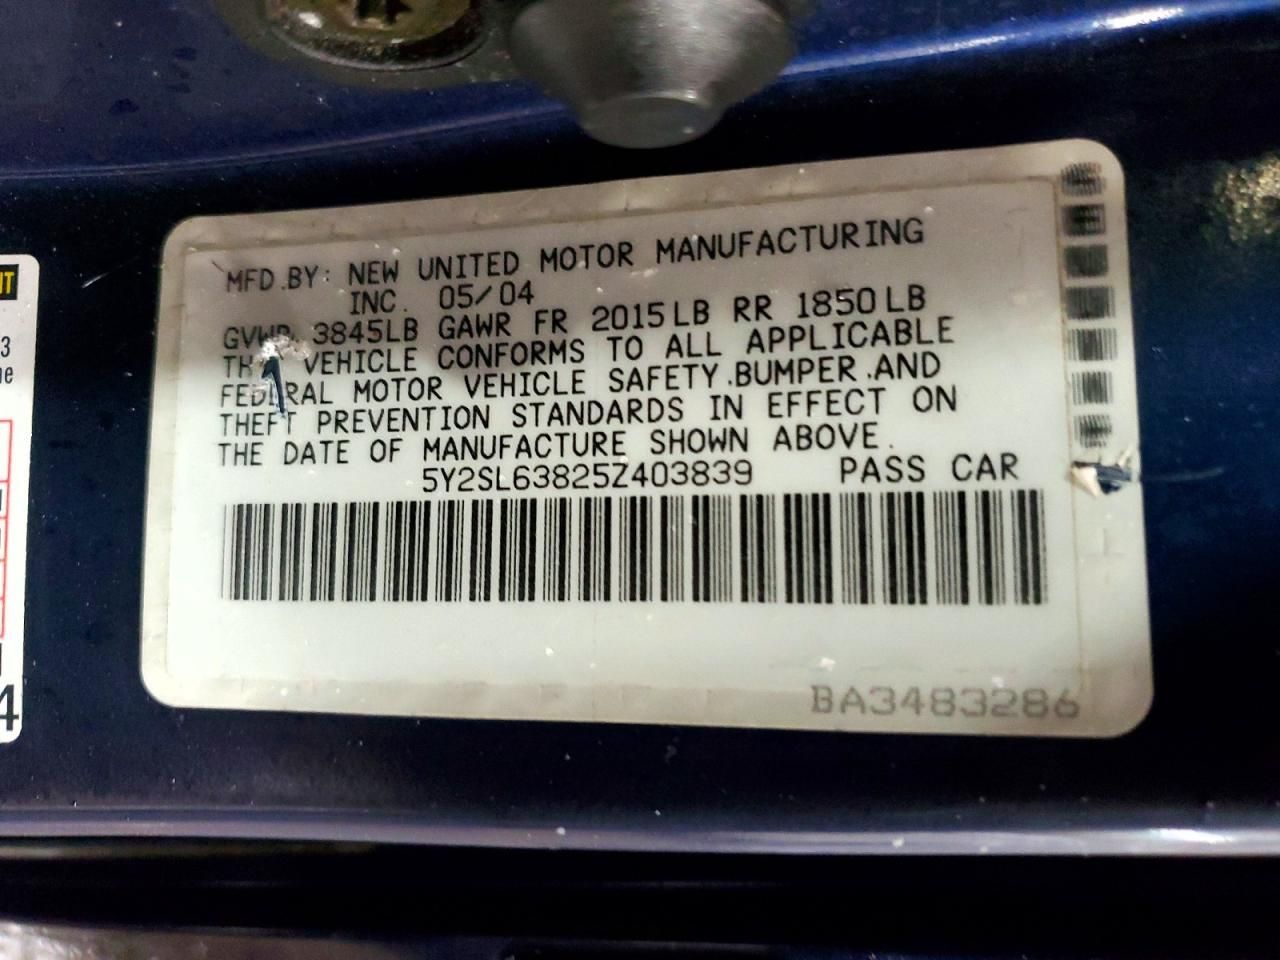 MFD.BY: NEW UNITED MOTOR MANUFACTURING
INC. 05/04
GVWR 3845LB GAWR FR 2015LB RR 1850LB
VEHICLE CONFORMS TO ALL APPLICABLE
FEDERAL MOTOR VEHICLE SAFETY.BUMPER.AND
THEFT PREVENTION STANDARDS IN EFFECT ON
THE DATE OF MANUFACTURE SHOWN ABOVE.
5Y2SL63825Z403839 PASS CAR
BA3483286
3
4